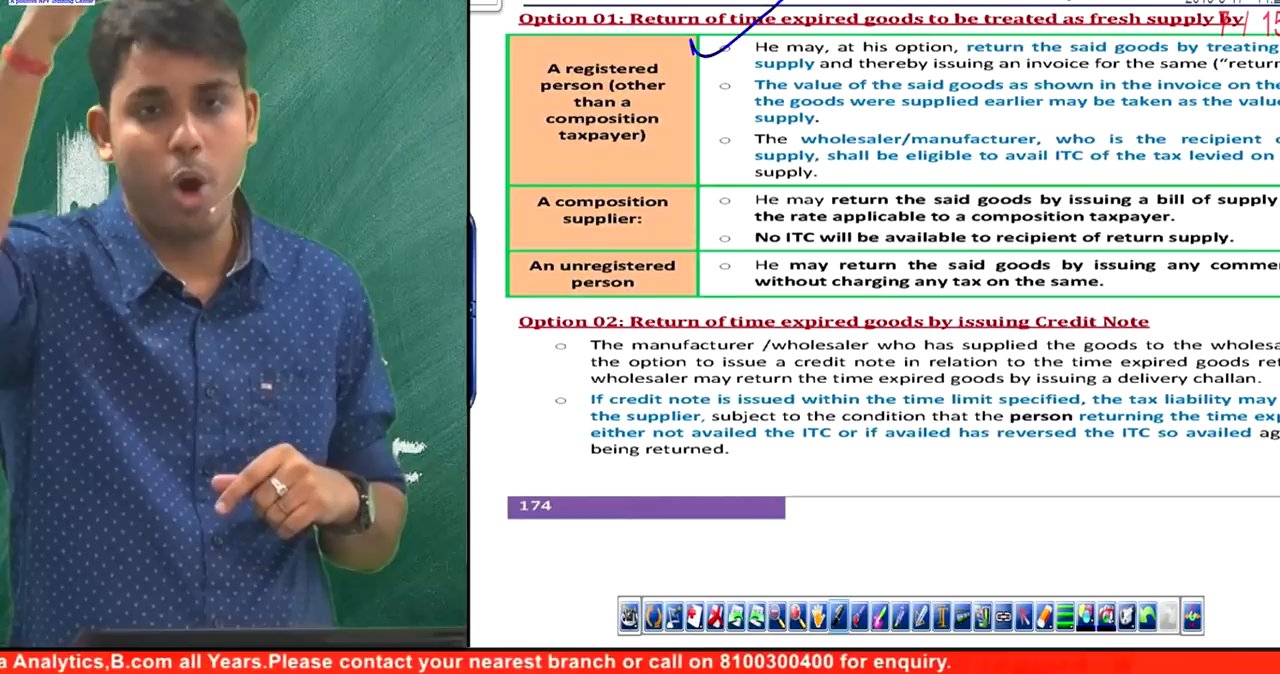 A positive APV Training Center
Option 01: Return of time expired goods to be treated as fresh supply by
A registered
person (other
than a
composition
taxpayer)
He may, at his option, return the said goods by treating
supply and thereby issuing an invoice for the same ("return
The value of the said goods as shown in the invoice on the
the goods were supplied earlier may be taken as the value
supply.
The wholesaler/manufacturer, who is the recipient
supply, shall be eligible to avail ITC of the tax levied on
supply.
A composition
supplier:
He may return the said goods by issuing a bill of supply
the rate applicable to a composition taxpayer.
No ITC will be available to recipient of return supply.
An unregistered
person
He may return the said goods by issuing any comme
without charging any tax on the same.
Option 02: Return of time expired goods by issuing Credit Note
The manufacturer /wholesaler who has supplied the goods to the wholesa
the option to issue a credit note in relation to the time expired goods ret
wholesaler may return the time expired goods by issuing a delivery challan.
If credit note is issued within the time limit specified, the tax liability may
the supplier, subject to the condition that the person returning the time exp
either not availed the ITC or if availed has reversed the ITC so availed ag
being returned.
174
a Analytics,B.com all Years.Please contact your nearest branch or call on 8100300400 for enquiry.